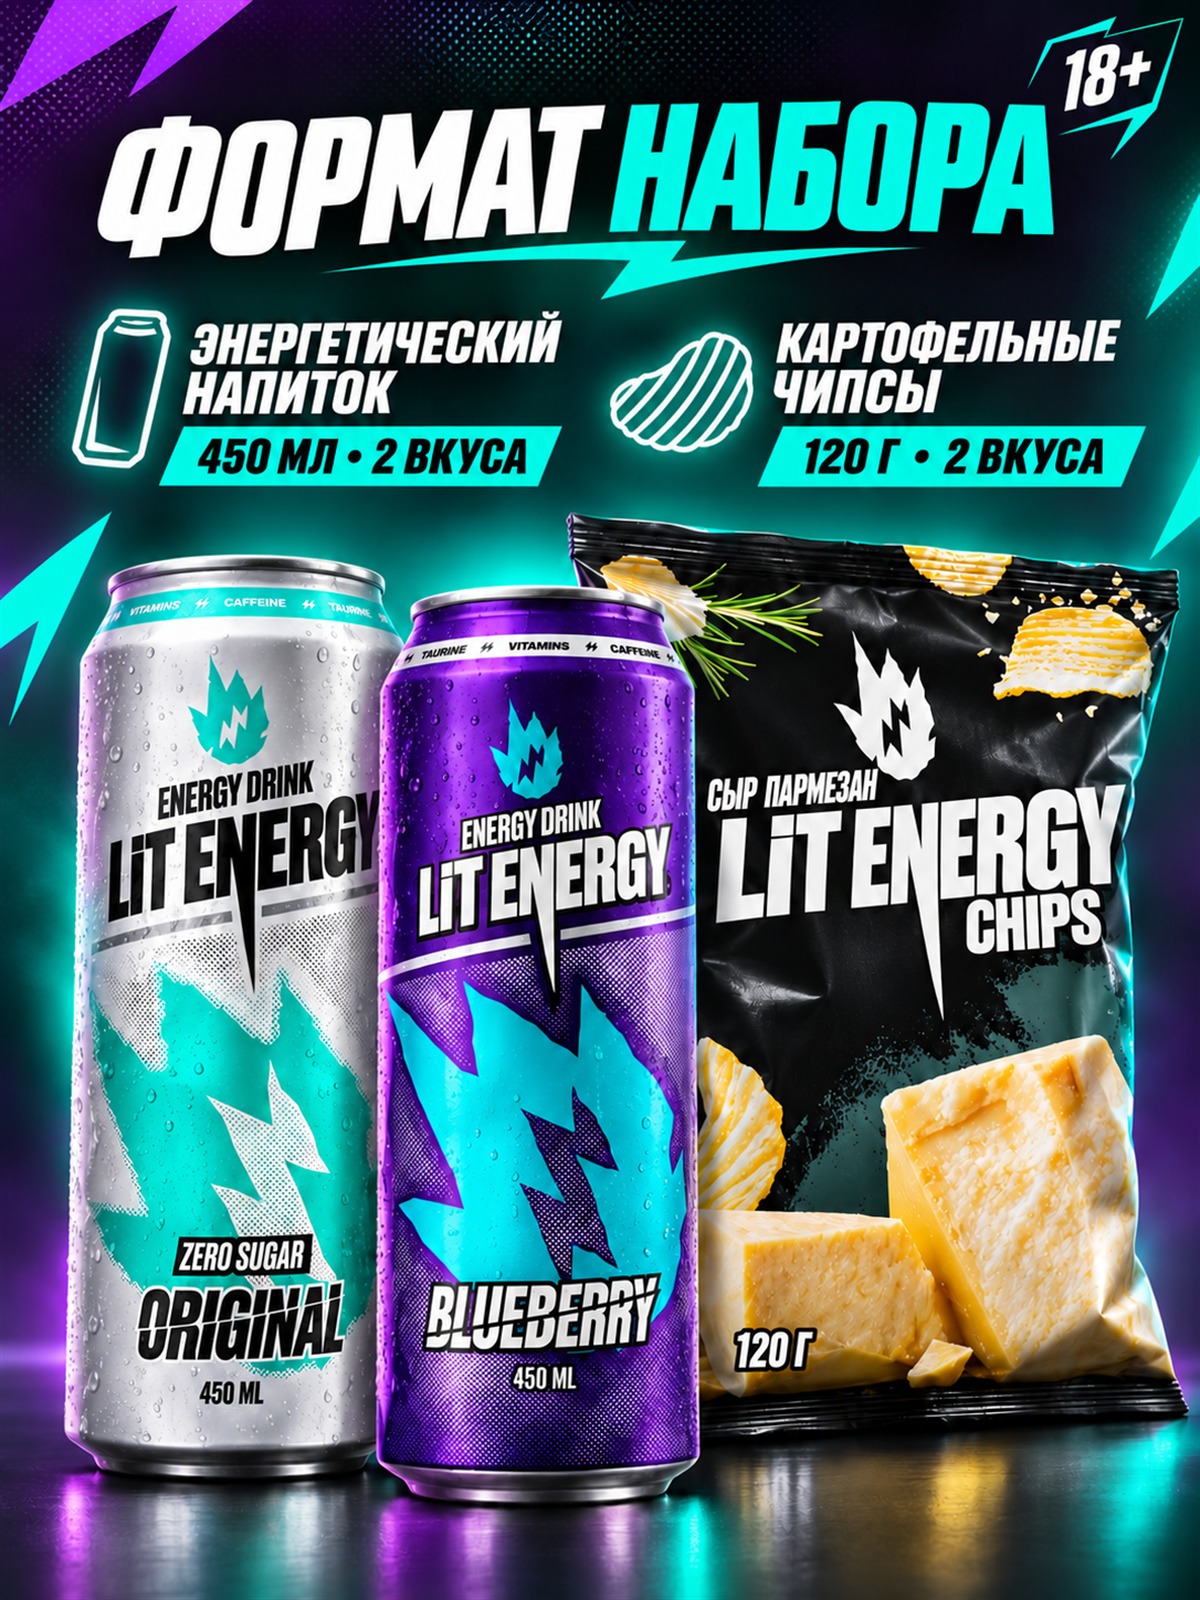 18+
ФОРМАТ НАБОРА
ЭНЕРГЕТИЧЕСКИЙ
НАПИТОК
450 МЛ • 2 ВКУСА
КАРТОФЕЛЬНЫЕ
ЧИПСЫ
120 Г • 2 ВКУСА
VITAMINS CAFFEINE TAURINE
ENERGY DRINK
LiT ENERGY
ZERO SUGAR
ORIGINAL
450 ML
TAURINE VITAMINS CAFFEINE
ENERGY DRINK
LiT ENERGY
BLUEBERRY
450 ML
СЫР ПАРМЕЗАН
LiT ENERGY
CHIPS
120 Г